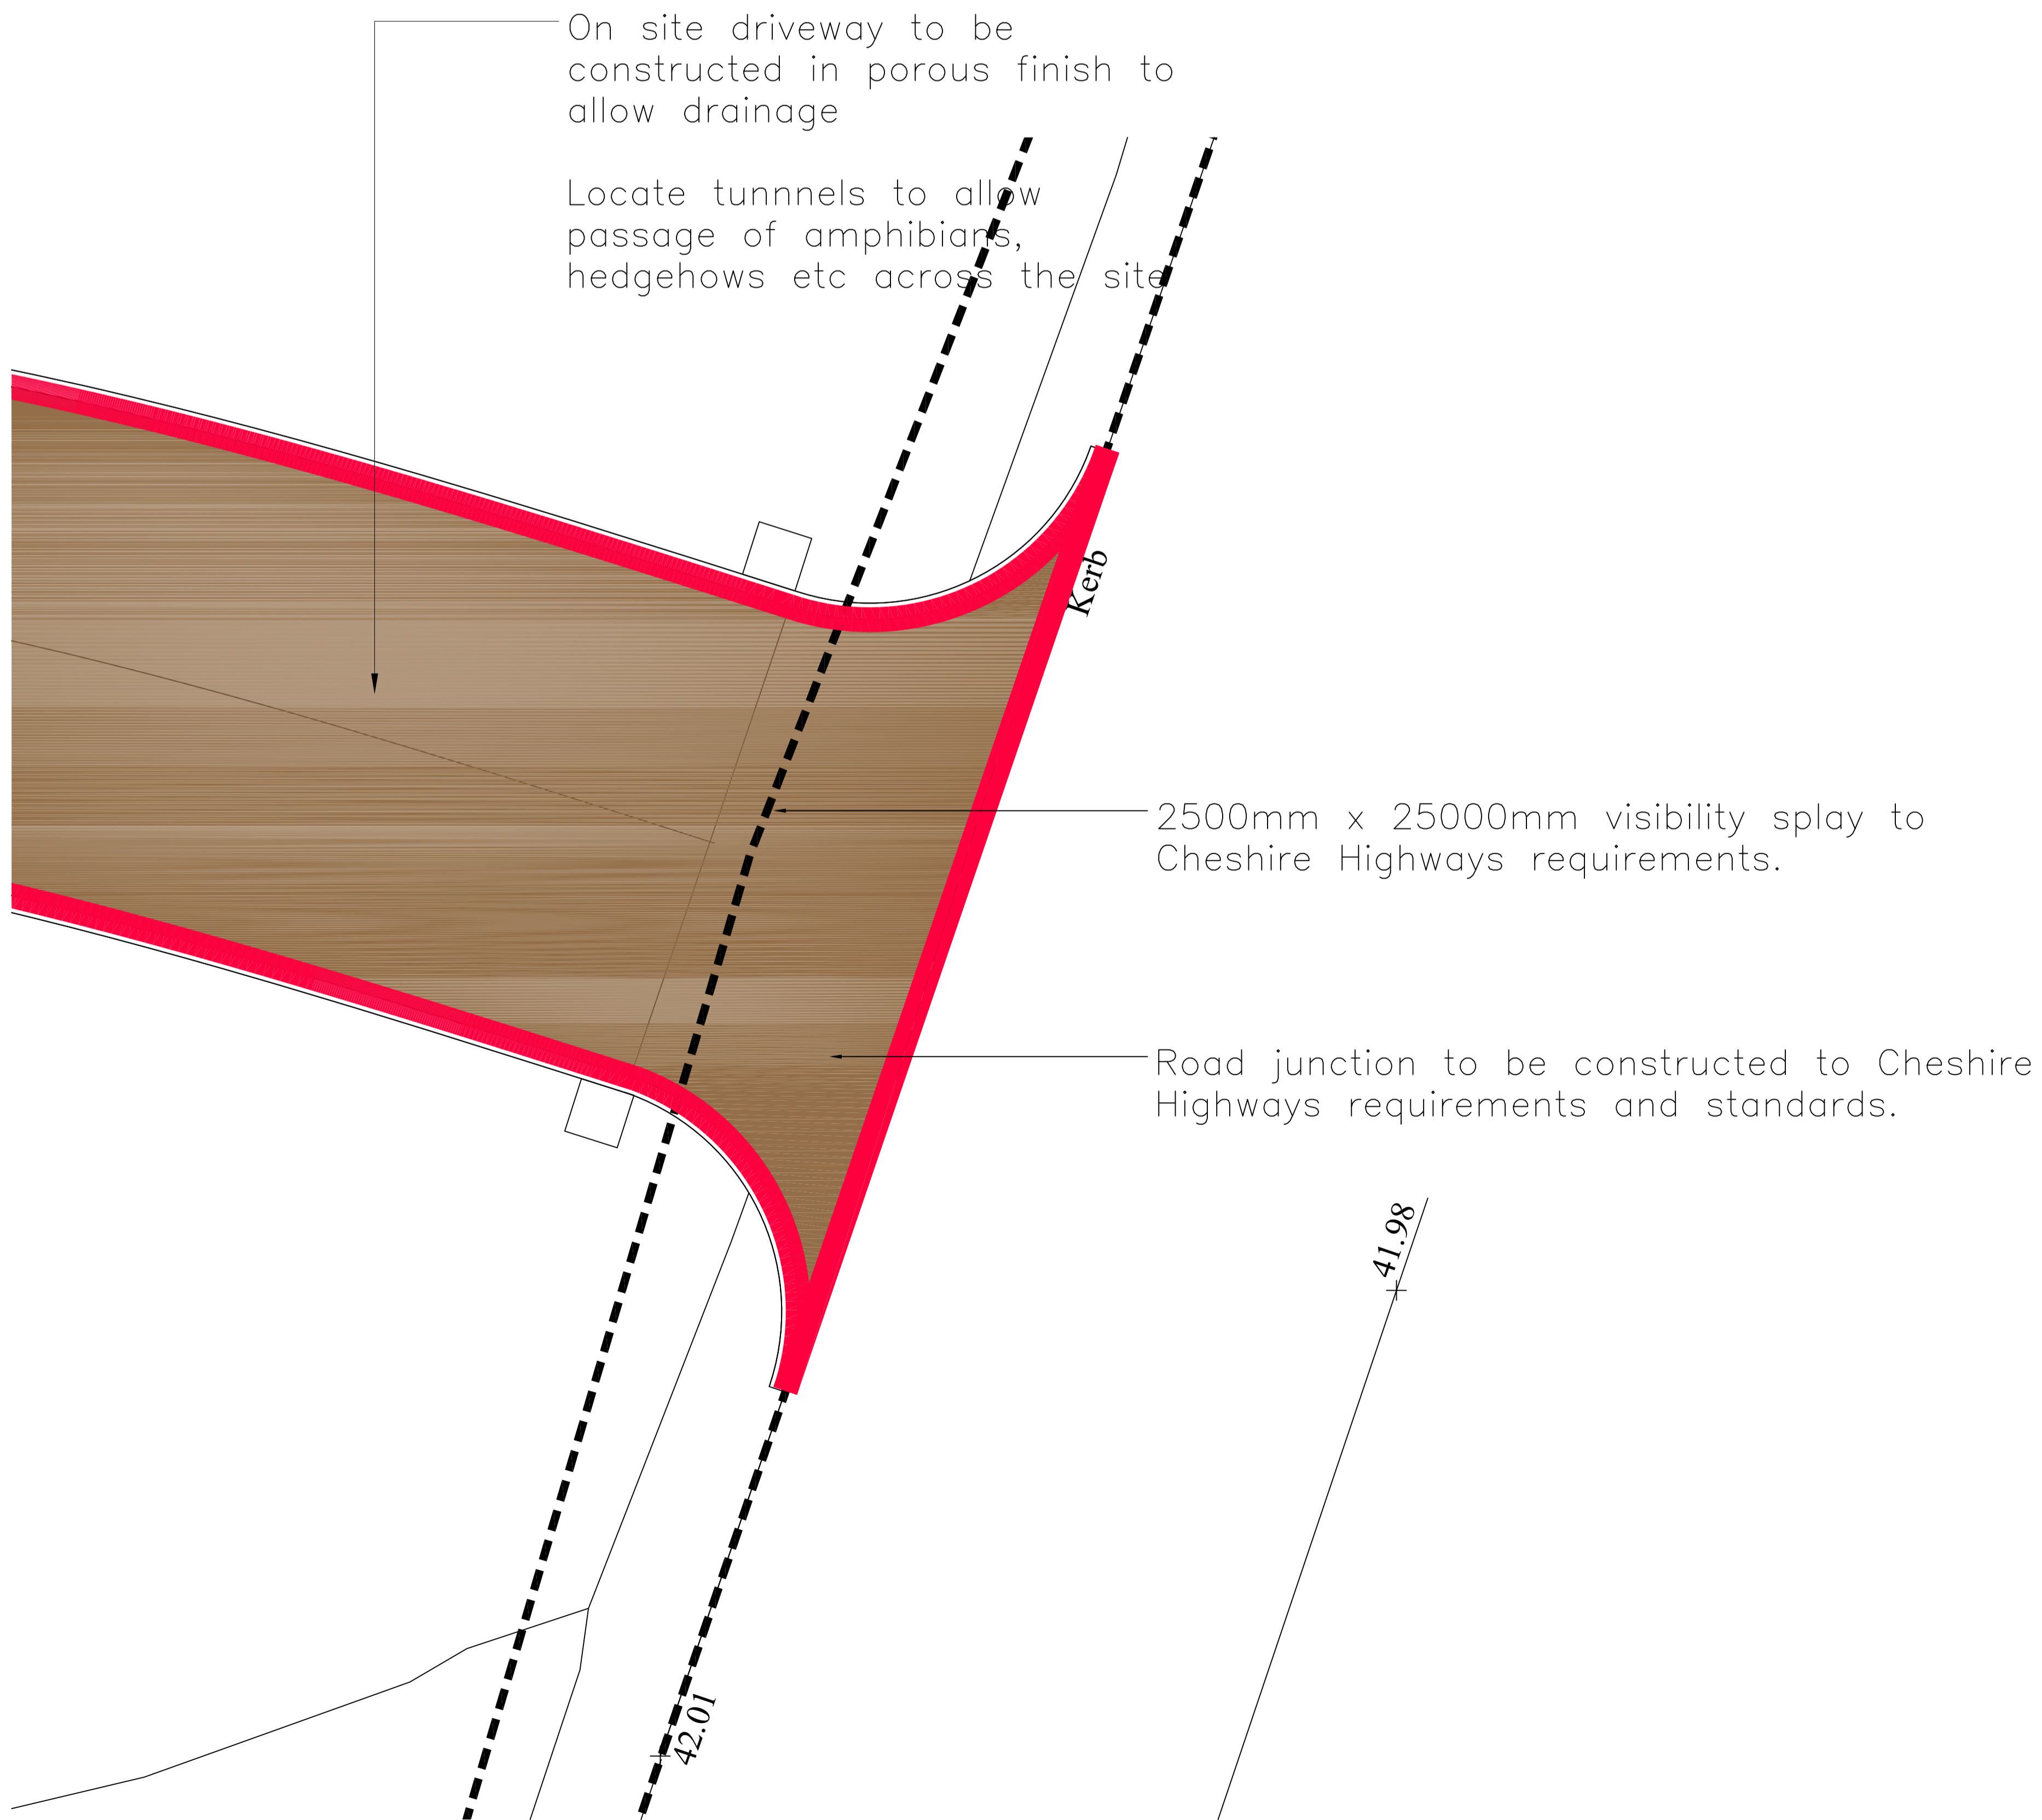 On site driveway to be
constructed in porous finish to
allow drainage
Locate tunnnels to allow
passage of amphibians,
hedgehows etc across the site
Kerb
2500mm x 25000mm visibility splay to
Cheshire Highways requirements.
Road junction to be constructed to Cheshire
Highways requirements and standards.
41.98
42.01